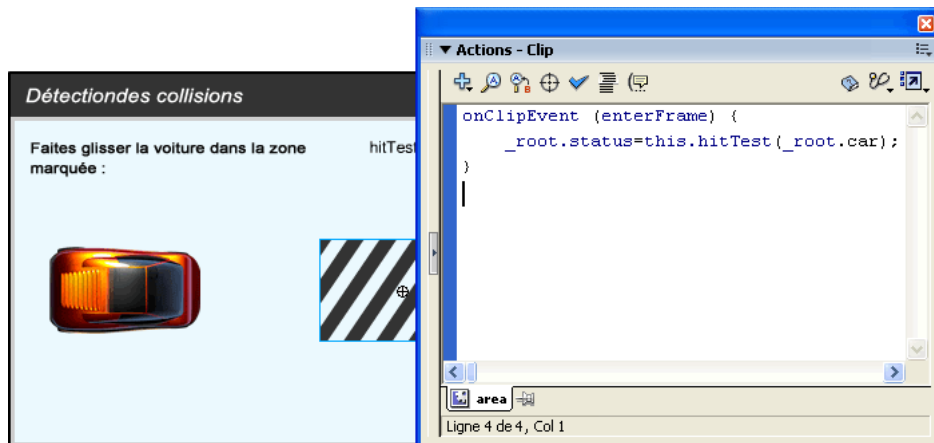 Actions - Clip
Détectiondes collisions
Faites glisser la voiture dans la zone
marquée :
hitTest
onClipEvent (enterFrame) {
_root.status=this.hitTest(_root.car);
}
area
Ligne 4 de 4, Col 1